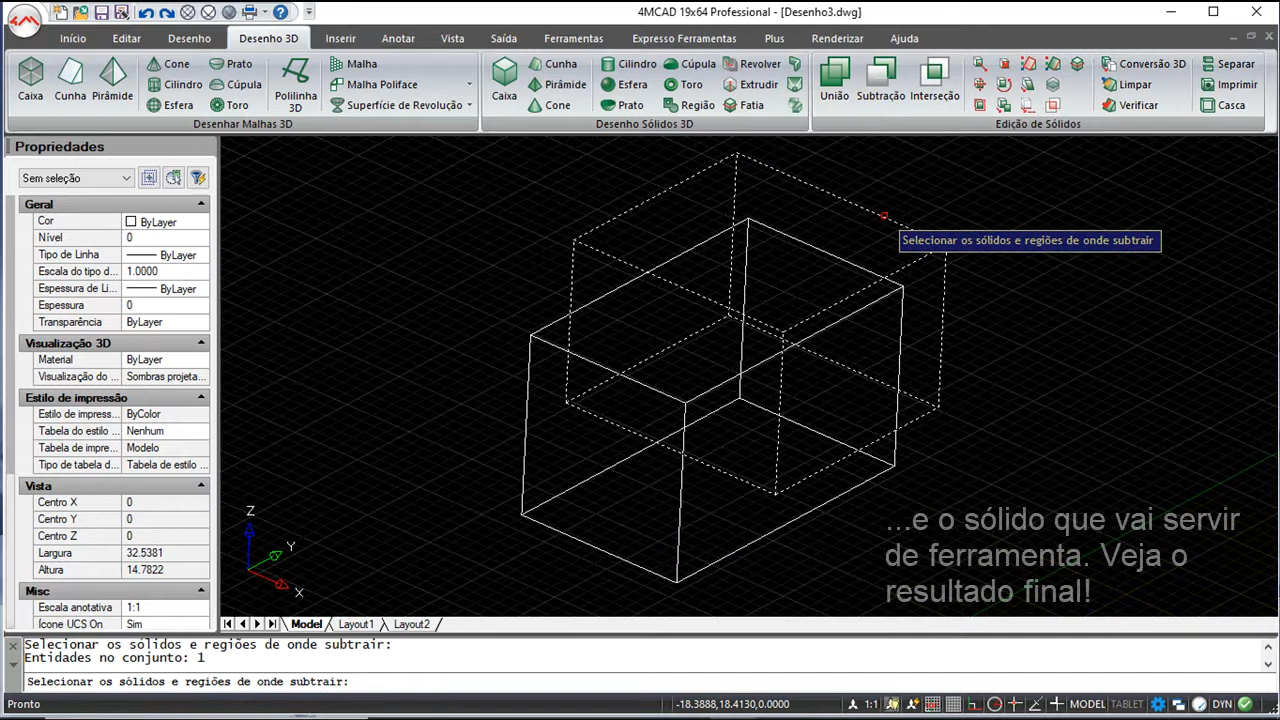 4MCAD 19x64 Professional - [Desenho3.dwg]
Início Editar Desenho Desenho 3D Inserir Anotar Vista Saída Ferramentas Expresso Ferramentas Plus Renderizar Ajuda
Caixa Cunha Pirâmide
Cone Prato
Cilindro Cúpula
Esfera Toro
Polilinha 3D
Malha
Malha Poliface
Superfície de Revolução
Desenhar Malhas 3D
Caixa
Cunha Cilindro Cúpula Revolver
Pirâmide Esfera Toro Extrudir
Cone Prato Região Fatia
Desenho Sólidos 3D
União Subtração Interseção
Conversão 3D Separar
Limpar Imprimir
Verificar Casca
Edição de Sólidos
Propriedades
Sem seleção
Geral
Cor ByLayer
Nível 0
Tipo de Linha ByLayer
Escala do tipo d... 1.0000
Espessura de Li... ByLayer
Espessura 0
Transparência ByLayer
Visualização 3D
Material ByLayer
Visualização do Sombras projeta...
Estilo de impressão
Estilo de impress... ByColor
Tabela do estilo Nenhum
Tabela de impre... Modelo
Tipo de tabela d... Tabela de estilo ...
Vista
Centro X 0
Centro Y 0
Centro Z 0
Largura 32.5381
Altura 14.7822
Misc
Escala anotativa 1:1
Ícone UCS On Sim
Selecionar os sólidos e regiões de onde subtrair
Z
Y
X
...e o sólido que vai servir
de ferramenta. Veja o
resultado final!
Model Layout1 Layout2
Selecionar os sólidos e regiões de onde subtrair:
Entidades no conjunto: 1
Selecionar os sólidos e regiões de onde subtrair:
Pronto -18.3888,18.4130,0.0000 1:1 MODEL TABLET DYN